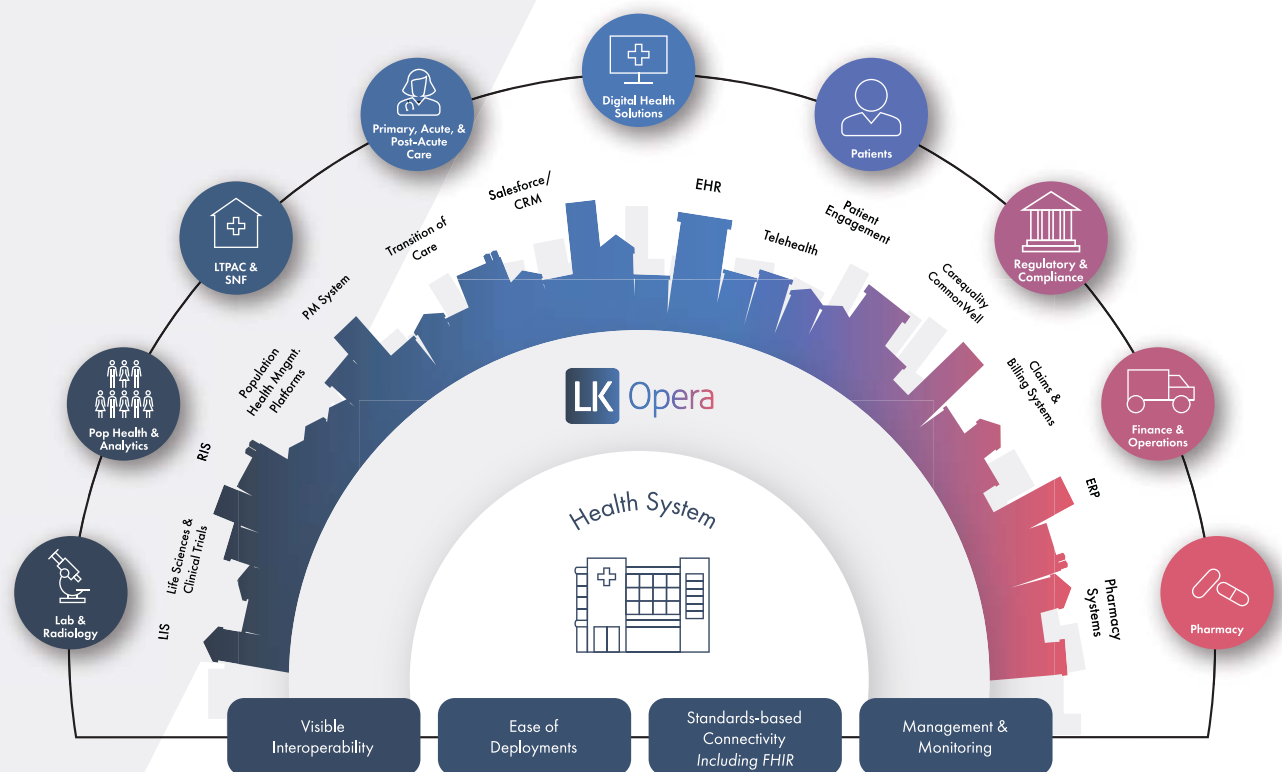 Digital Health
Solutions
Primary, Acute, &
Post-Acute
Care
Patients
LTPAC &
SNF
Regulatory &
Compliance
Pop Health &
Analytics
Finance &
Operations
Lab &
Radiology
Pharmacy
LIS
Life Sciences &
Clinical Trials
RIS
Population
Health Mngmt.
Platforms
PM System
Transition of
Care
Salesforce/
CRM
EHR
Telehealth
Patient
Engagement
Carequality
CommonWell
Claims &
Billing Systems
ERP
Pharmacy
Systems
LK Opera
Health System
Visible
Interoperability
Ease of
Deployments
Standards-based
Connectivity
Including FHIR
Management &
Monitoring